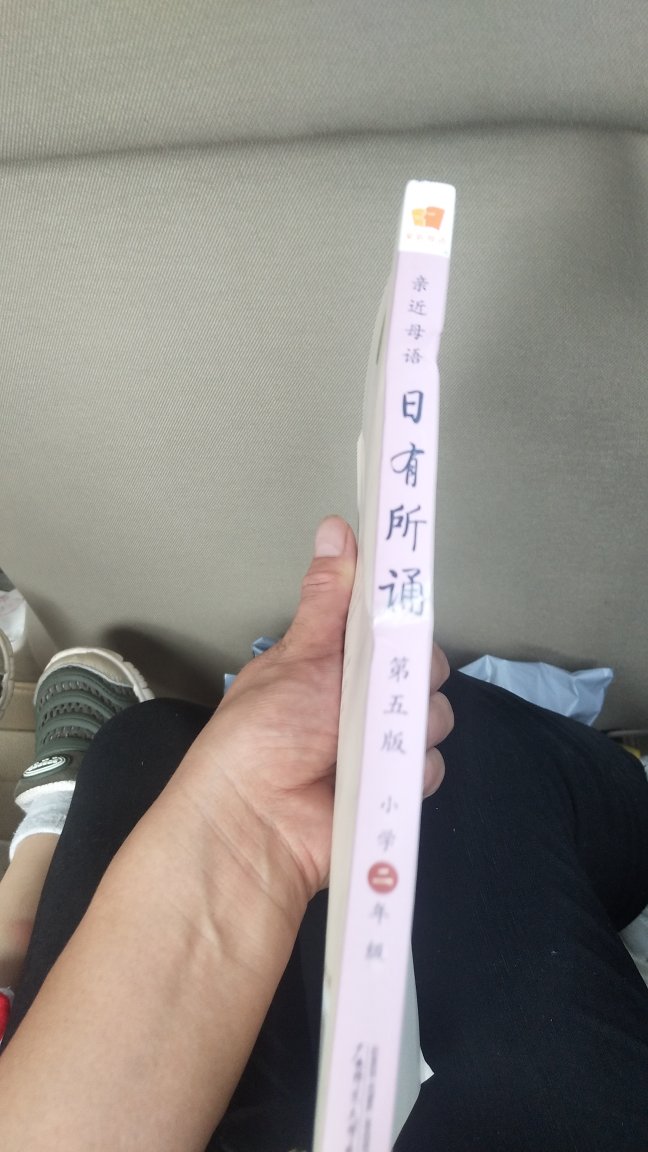 亲近母语
日有所诵
第五版
小学二年级